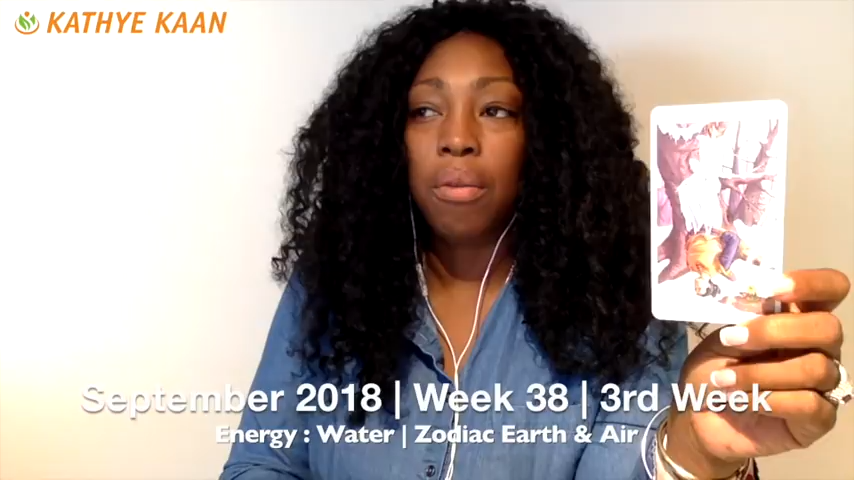 KATHYE KAAN
September 2018 | Week 38 | 3rd Week
Energy : Water | Zodiac Earth & Air